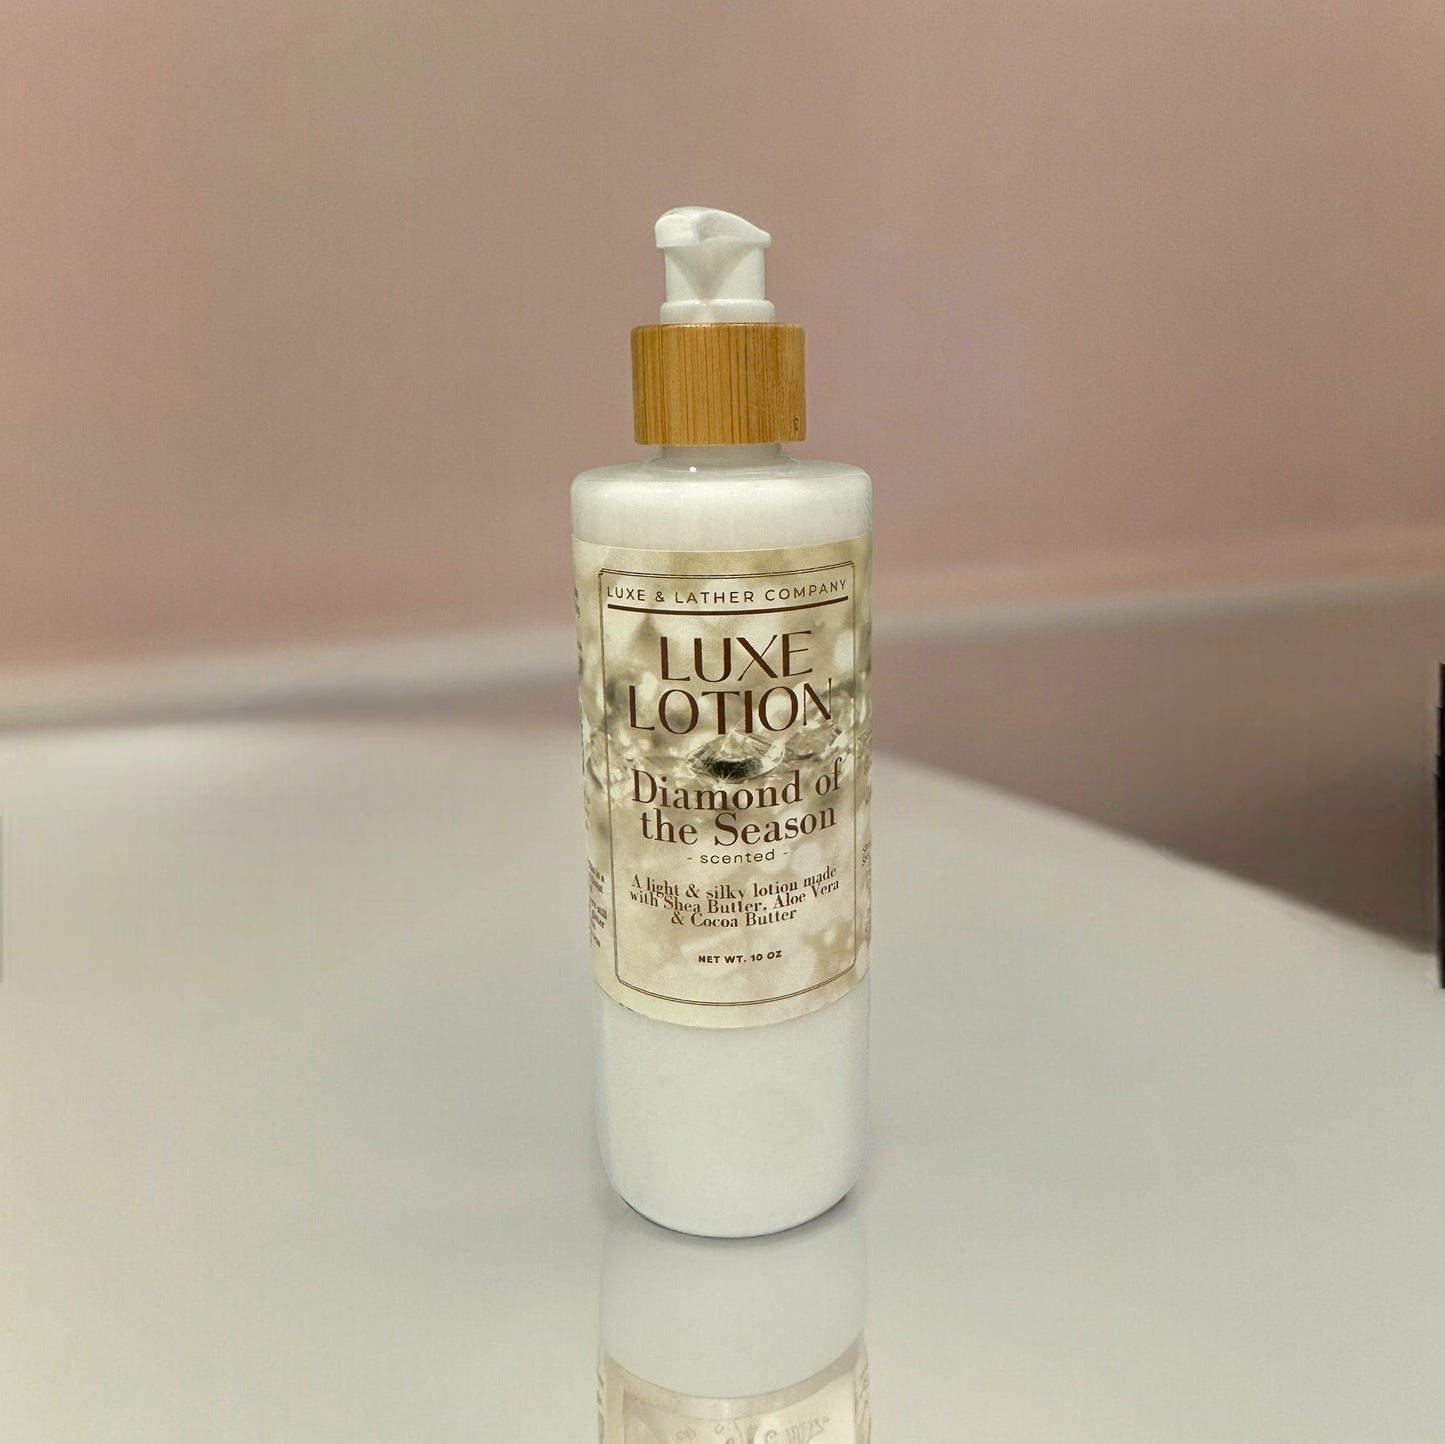 LUXE & LATHER COMPANY
LUXE
LOTION
Diamond of
the Season
- scented -
A light & silky lotion made
with Shea Butter, Aloe Vera
& Cocoa Butter
NET WT. 10 OZ